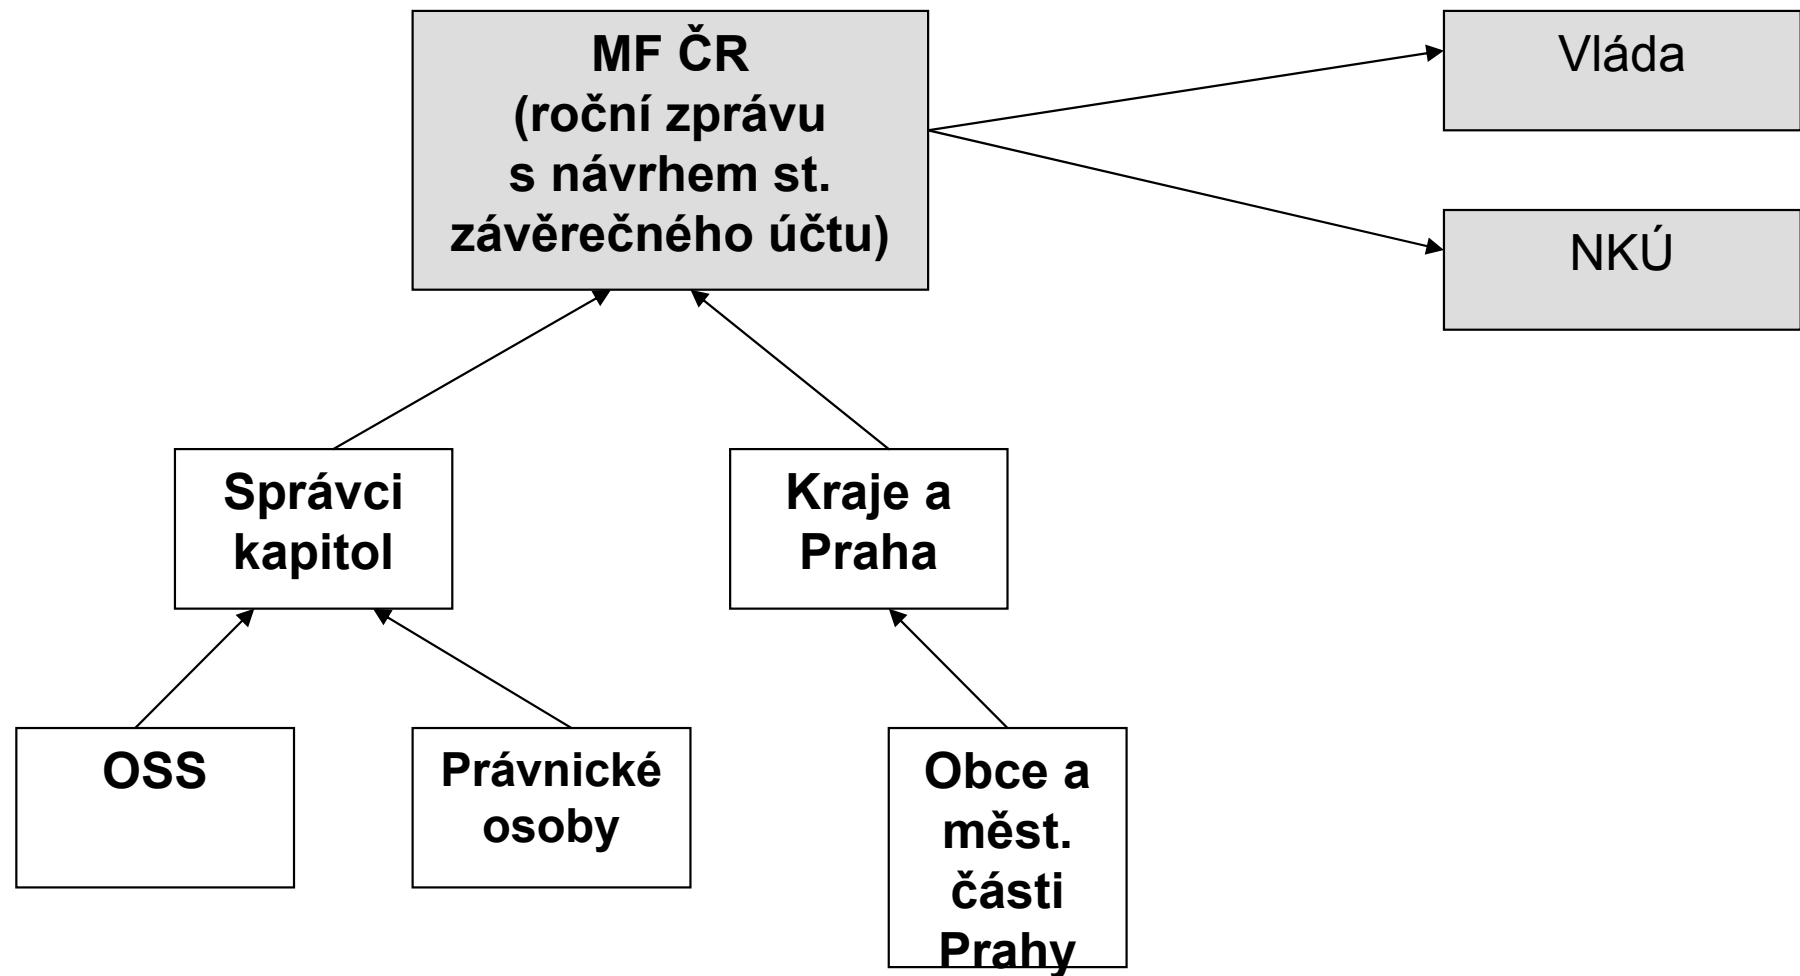 MF ČR
(roční zprávu
s návrhem st.
závěrečného účtu)
Vláda
NKÚ
Správci
kapitol
Kraje a
Praha
OSS
Právnické
osoby
Obce a
měst.
části
Prahy